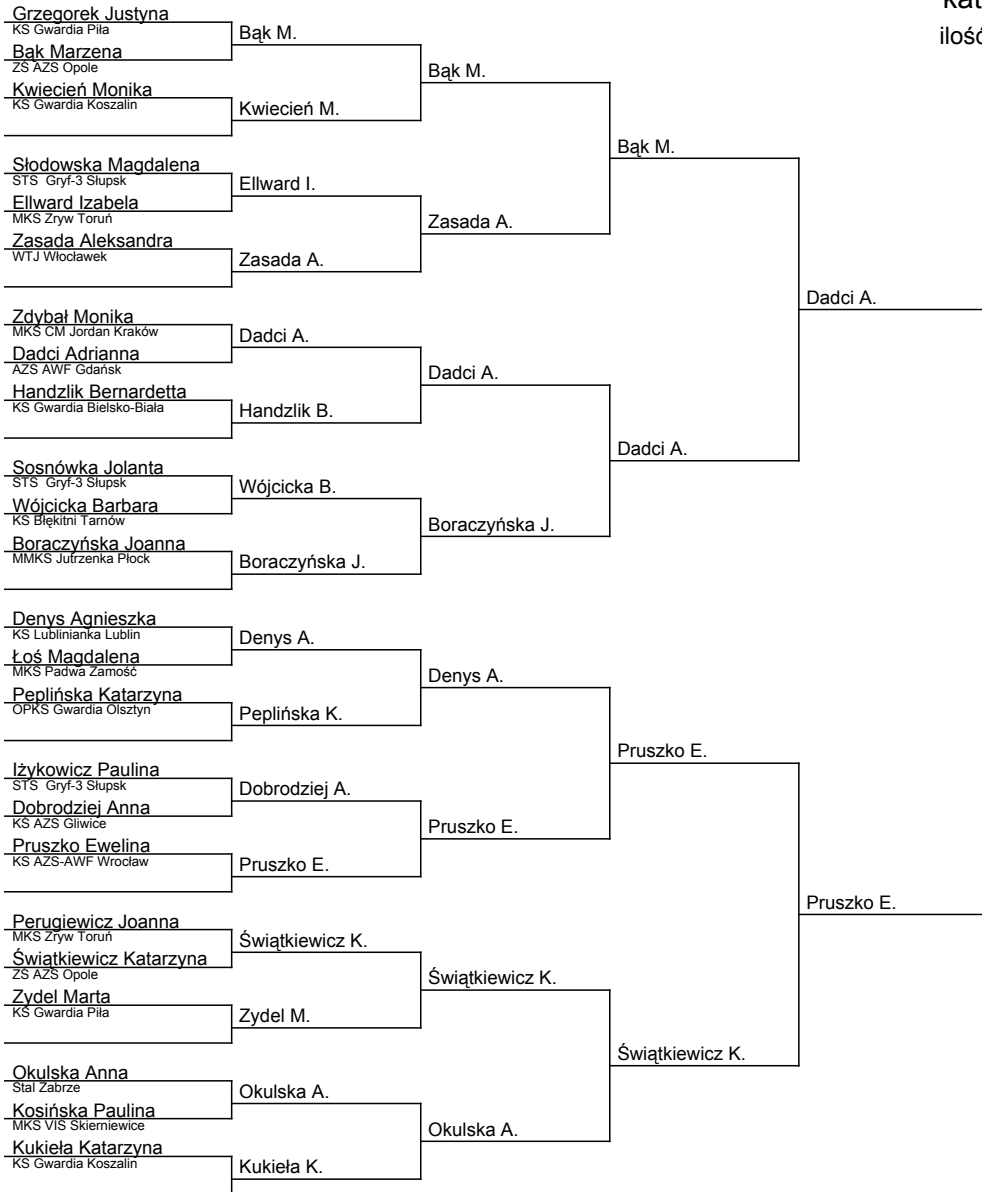 Grzegorek Justyna
KS Gwardia Piła
Bąk Marzena
ZS AZS Opole
Kwiecień Monika
KS Gwardia Koszalin
Słodowska Magdalena
STS Gryf-3 Słupsk
Ellward Izabela
MKS Zryw Toruń
Zasada Aleksandra
WTJ Włocławek
Zdybał Monika
MKS CM Jordan Kraków
Dadci Adrianna
AZS AWF Gdańsk
Handzlik Bernardetta
KS Gwardia Bielsko-Biała
Sosnówka Jolanta
STS Gryf-3 Słupsk
Wójcicka Barbara
KS Błękitni Tarnów
Boraczyńska Joanna
MMKS Jutrzenka Płock
Denys Agnieszka
KS Lublinianka Lublin
Łoś Magdalena
MKS Padwa Zamość
Peplińska Katarzyna
OPKS Gwardia Olsztyn
Iżykowicz Paulina
STS Gryf-3 Słupsk
Dobrodziej Anna
KS AZS Gliwice
Pruszko Ewelina
KS AZS-AWF Wrocław
Perugiewicz Joanna
MKS Zryw Toruń
Świątkiewicz Katarzyna
ZS AZS Opole
Zydel Marta
KS Gwardia Piła
Okulska Anna
Stal Zabrze
Kosińska Paulina
MKS VIS Skierniewice
Kukieła Katarzyna
KS Gwardia Koszalin
Bąk M.
Kwiecień M.
Ellward I.
Zasada A.
Dadci A.
Handzlik B.
Wójcicka B.
Boraczyńska J.
Denys A.
Peplińska K.
Dobrodziej A.
Pruszko E.
Świątkiewicz K.
Zydel M.
Okulska A.
Kukieła K.
Bąk M.
Zasada A.
Dadci A.
Boraczyńska J.
Denys A.
Pruszko E.
Świątkiewicz K.
Okulska A.
Bąk M.
Dadci A.
Pruszko E.
Świątkiewicz K.
Dadci A.
Pruszko E.